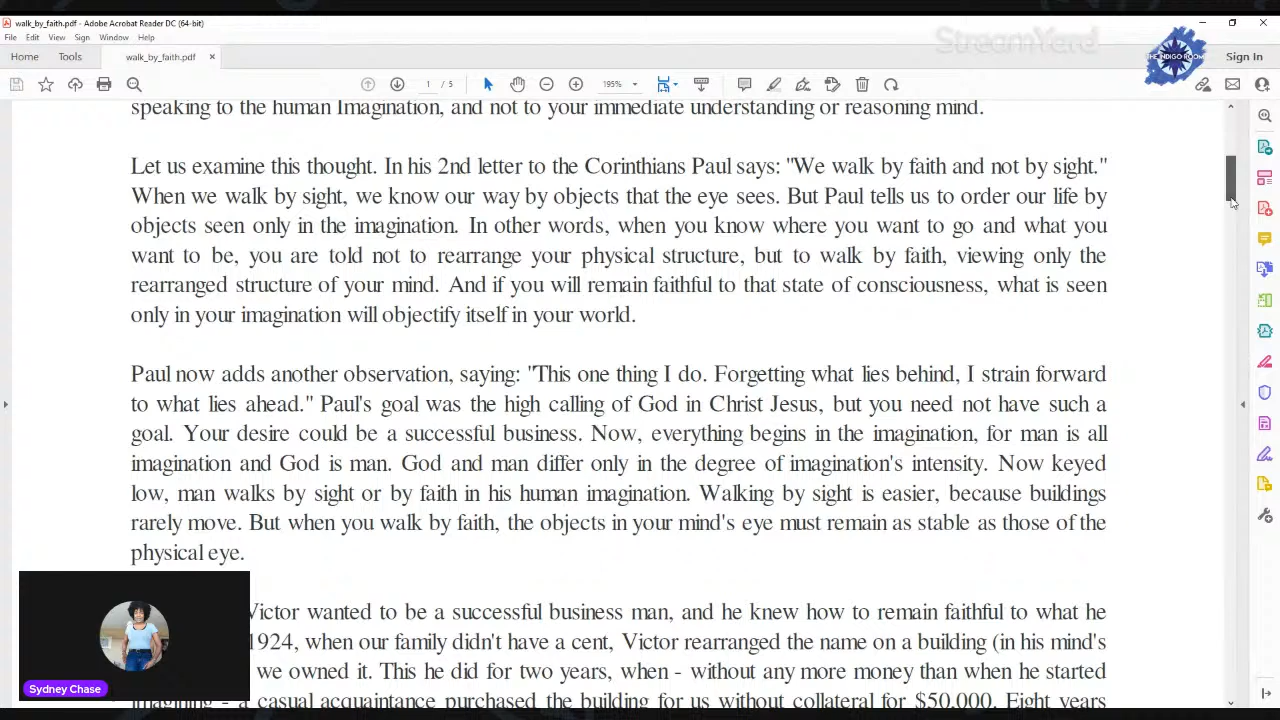 walk_by_faith.pdf - Adobe Acrobat Reader DC (64-bit)
File Edit View Sign Window Help
StreamYard
THE INDIGO ROOM
Home Tools walk_by_faith.pdf × Sign In
1 / 5 195%
speaking to the human Imagination, and not to your immediate understanding or reasoning mind.
Let us examine this thought. In his 2nd letter to the Corinthians Paul says: "We walk by faith and not by sight."
When we walk by sight, we know our way by objects that the eye sees. But Paul tells us to order our life by
objects seen only in the imagination. In other words, when you know where you want to go and what you
want to be, you are told not to rearrange your physical structure, but to walk by faith, viewing only the
rearranged structure of your mind. And if you will remain faithful to that state of consciousness, what is seen
only in your imagination will objectify itself in your world.
Paul now adds another observation, saying: "This one thing I do. Forgetting what lies behind, I strain forward
to what lies ahead." Paul's goal was the high calling of God in Christ Jesus, but you need not have such a
goal. Your desire could be a successful business. Now, everything begins in the imagination, for man is all
imagination and God is man. God and man differ only in the degree of imagination's intensity. Now keyed
low, man walks by sight or by faith in his human imagination. Walking by sight is easier, because buildings
rarely move. But when you walk by faith, the objects in your mind's eye must remain as stable as those of the
physical eye.
Victor wanted to be a successful business man, and he knew how to remain faithful to what he
1924, when our family didn't have a cent, Victor rearranged the name on a building (in his mind's
we owned it. This he did for two years, when - without any more money than when he started
imagining - a casual acquaintance purchased the building for us without collateral for $50,000. Eight years
Sydney Chase